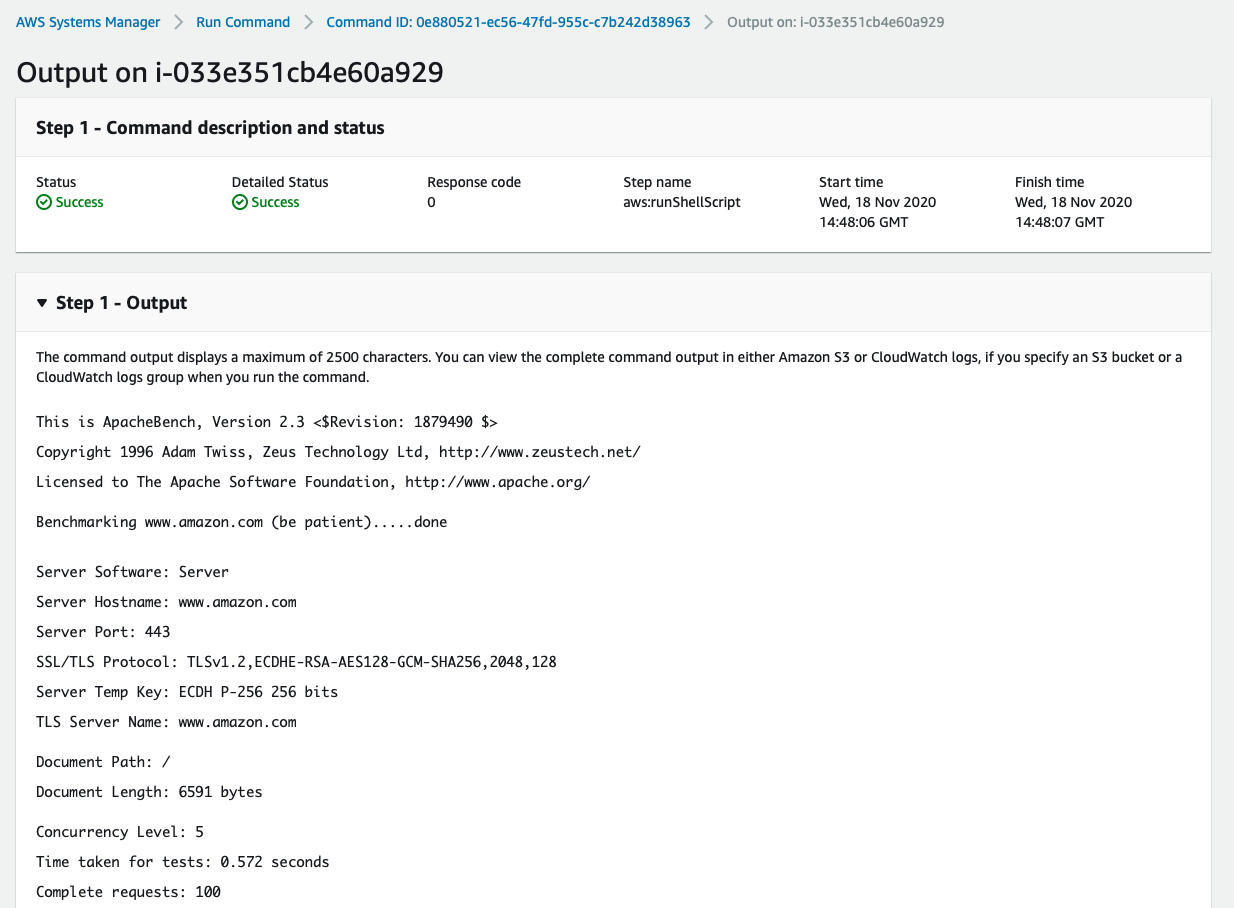 AWS Systems Manager > Run Command > Command ID: 0e880521-ec56-47fd-955c-c7b242d38963 > Output on: i-033e351cb4e60a929
Output on i-033e351cb4e60a929
Step 1 - Command description and status
Status Detailed Status Response code Step name Start time Finish time
Success Success 0 aws:runShellScript Wed, 18 Nov 2020 Wed, 18 Nov 2020
14:48:06 GMT 14:48:07 GMT
Step 1 - Output
The command output displays a maximum of 2500 characters. You can view the complete command output in either Amazon S3 or CloudWatch logs, if you specify an S3 bucket or a
CloudWatch logs group when you run the command.
This is ApacheBench, Version 2.3 <$Revision: 1879490 $>
Copyright 1996 Adam Twiss, Zeus Technology Ltd, http://www.zeustech.net/
Licensed to The Apache Software Foundation, http://www.apache.org/
Benchmarking www.amazon.com (be patient).....done
Server Software: Server
Server Hostname: www.amazon.com
Server Port: 443
SSL/TLS Protocol: TLSv1.2,ECDHE-RSA-AES128-GCM-SHA256,2048,128
Server Temp Key: ECDH P-256 256 bits
TLS Server Name: www.amazon.com
Document Path: /
Document Length: 6591 bytes
Concurrency Level: 5
Time taken for tests: 0.572 seconds
Complete requests: 100